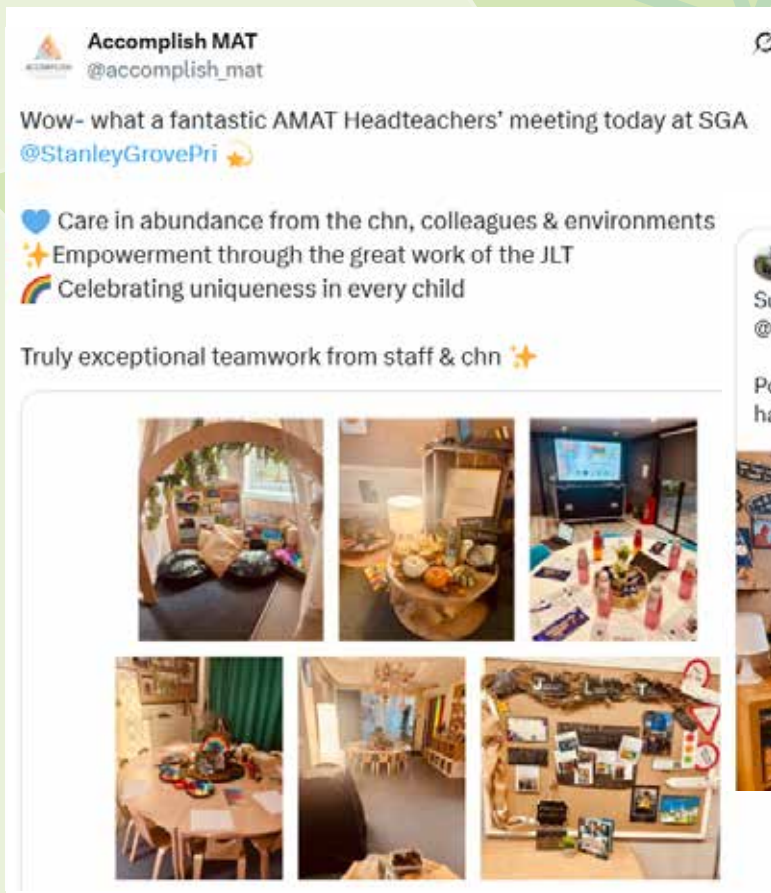 Accomplish MAT
@accomplish_mat
Wow- what a fantastic AMAT Headteachers’ meeting today at SGA
@StanleyGrovePri 💫
💙 Care in abundance from the chn, colleagues & environments
✨Empowerment through the great work of the JLT
🌈 Celebrating uniqueness in every child
Truly exceptional teamwork from staff & chn ✨
J L T